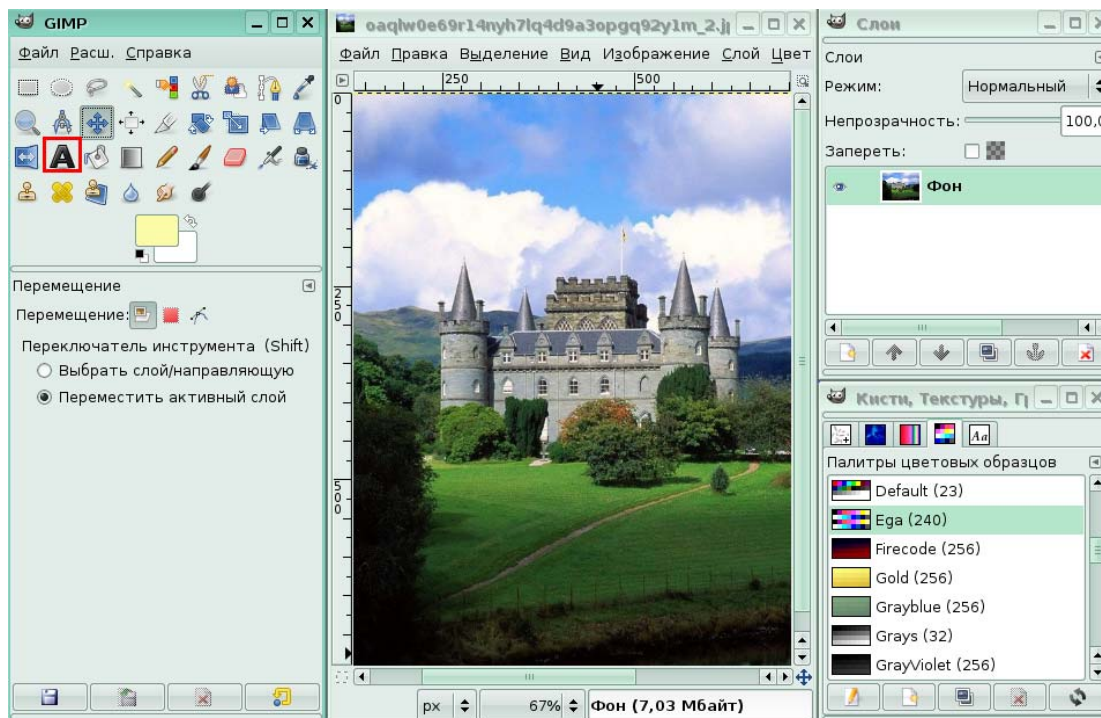 GIMP
Файл Расш. Справка
Перемещение
Перемещение:
Переключатель инструмента (Shift)
Выбрать слой/направляющую
Переместить активный слой
oaqlw0e69r14nyh7lq4d9a3opgq92y1m_2.j
Файл Правка Выделение Вид Изображение Слой Цвет
250 500
0
250
500
px 67% Фон (7,03 Мбайт)
Слои
Слои
Режим: Нормальный
Непрозрачность: 100,0
Запереть:
Фон
Кисти, Текстуры, Гр
Aa
Палитры цветовых образцов
Default (23)
Ega (240)
Firecode (256)
Gold (256)
Grayblue (256)
Grays (32)
GrayViolet (256)